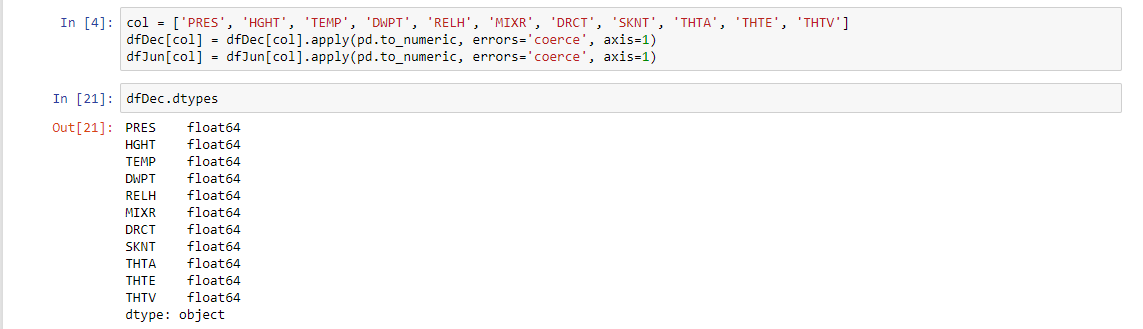 In [4]: col = ['PRES', 'HGHT', 'TEMP', 'DWPT', 'RELH', 'MIXR', 'DRCT', 'SKNT', 'THTA', 'THTE', 'THTV']
dfDec[col] = dfDec[col].apply(pd.to_numeric, errors='coerce', axis=1)
dfJun[col] = dfJun[col].apply(pd.to_numeric, errors='coerce', axis=1)
In [21]: dfDec.dtypes
Out[21]: PRES    float64
HGHT    float64
TEMP    float64
DWPT    float64
RELH    float64
MIXR    float64
DRCT    float64
SKNT    float64
THTA    float64
THTE    float64
THTV    float64
dtype: object